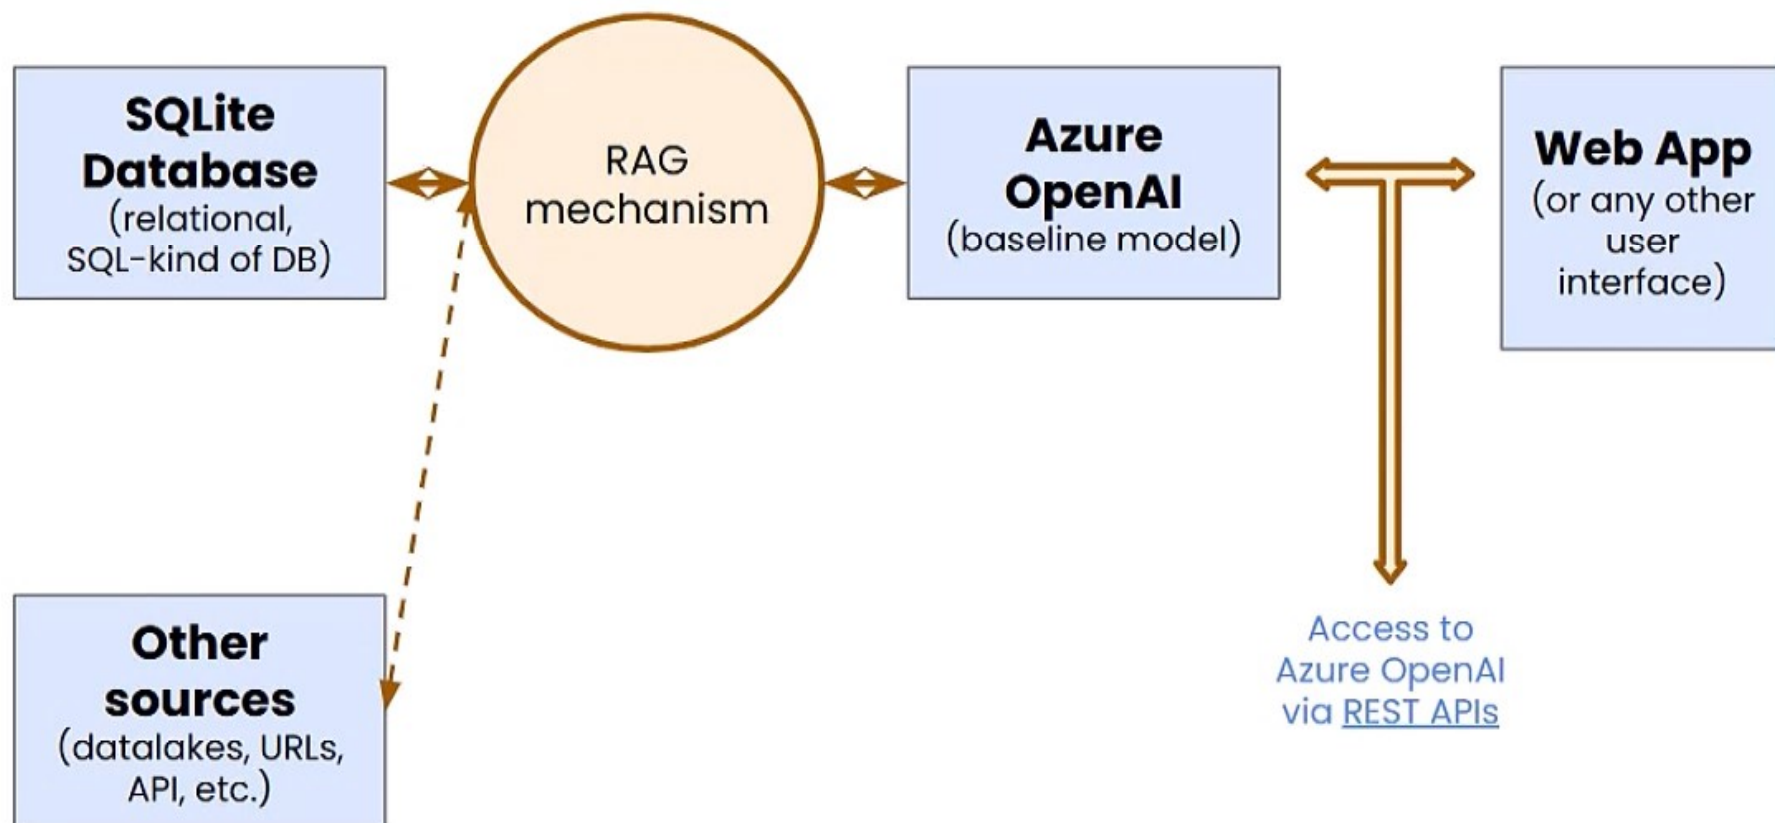 SQLite
Database
(relational,
SQL-kind of DB)
RAG
mechanism
Azure
OpenAI
(baseline model)
Web App
(or any other
user
interface)
Other
sources
(datalakes, URLs,
API, etc.)
Access to
Azure OpenAI
via REST APIs